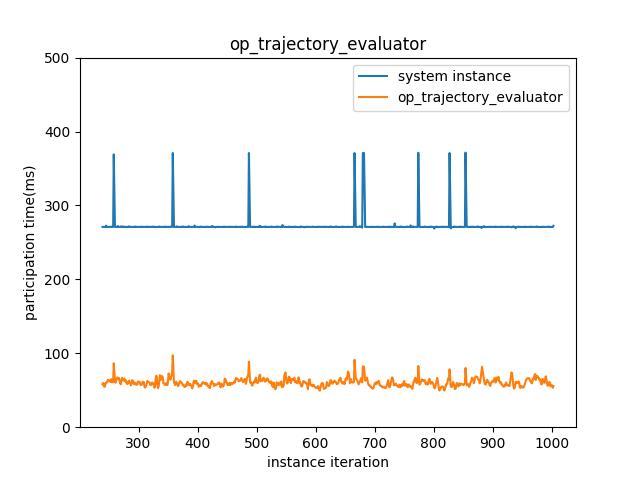 op_trajectory_evaluator
system instance
op_trajectory_evaluator
500
400
300
200
100
0
participation time(ms)
300
400
500
600
700
800
900
1000
instance iteration